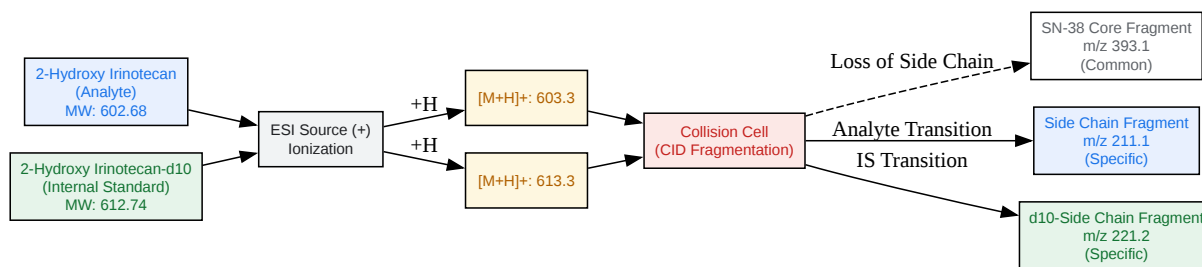 2-Hydroxy Irinotecan
(Analyte)
MW: 602.68
2-Hydroxy Irinotecan-d10
(Internal Standard)
MW: 612.74
ESI Source (+)
Ionization
+H
+H
[M+H]+: 603.3
[M+H]+: 613.3
Collision Cell
(CID Fragmentation)
Loss of Side Chain
Analyte Transition
IS Transition
SN-38 Core Fragment
m/z 393.1
(Common)
Side Chain Fragment
m/z 211.1
(Specific)
d10-Side Chain Fragment
m/z 221.2
(Specific)